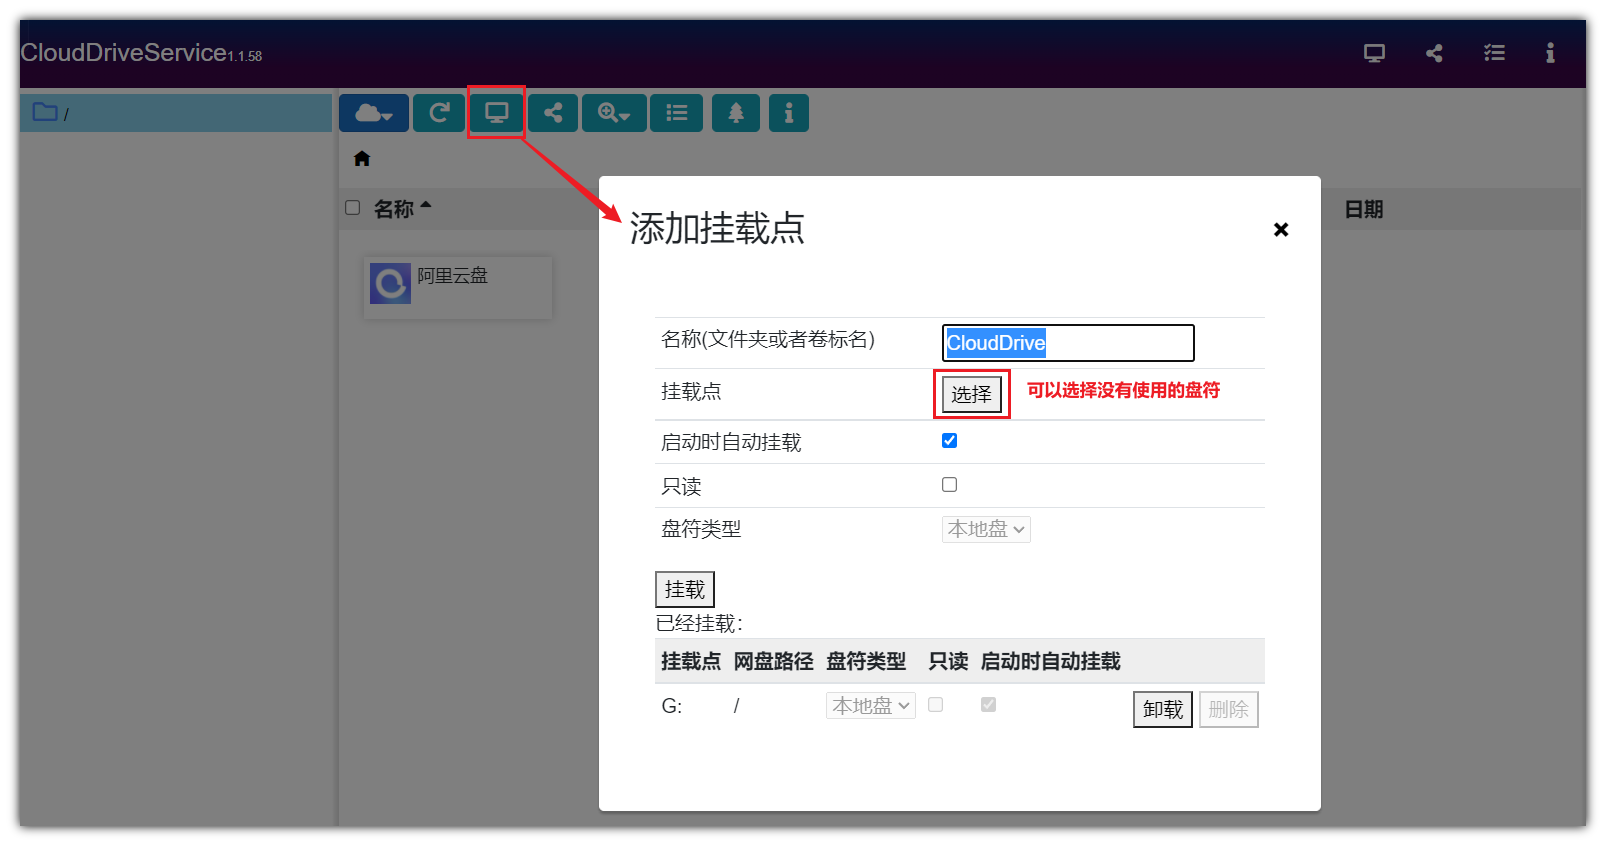 CloudDriveService1.1.58
/
名称
日期
阿里云盘
添加挂载点
名称(文件夹或者卷标名)
CloudDrive
挂载点
选择
可以选择没有使用的盘符
启动时自动挂载
只读
盘符类型
本地盘
挂载
已经挂载：
挂载点 网盘路径 盘符类型 只读 启动时自动挂载
G: / 本地盘 卸载 删除